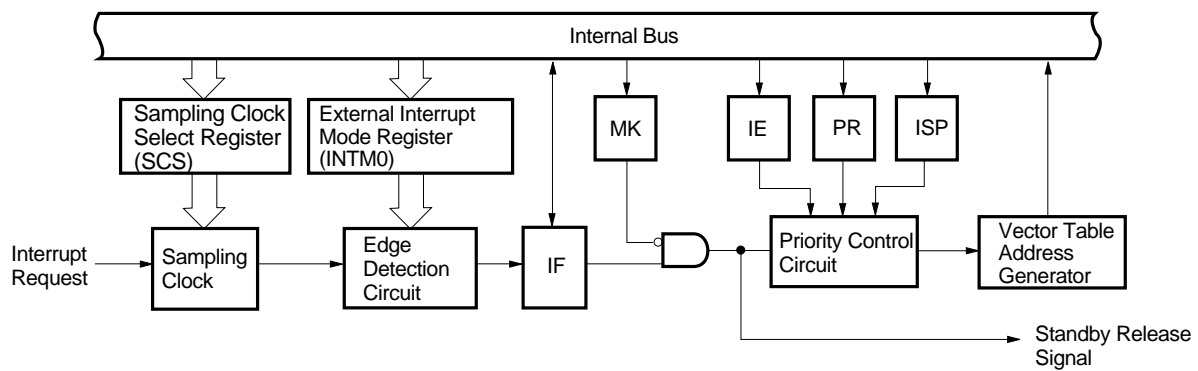 Internal Bus
Sampling Clock
Select Register
(SCS)
External Interrupt
Mode Register
(INTM0)
MK
IE
PR
ISP
Interrupt
Request
Sampling
Clock
Edge
Detection
Circuit
IF
Priority Control
Circuit
Vector Table
Address
Generator
Standby Release
Signal